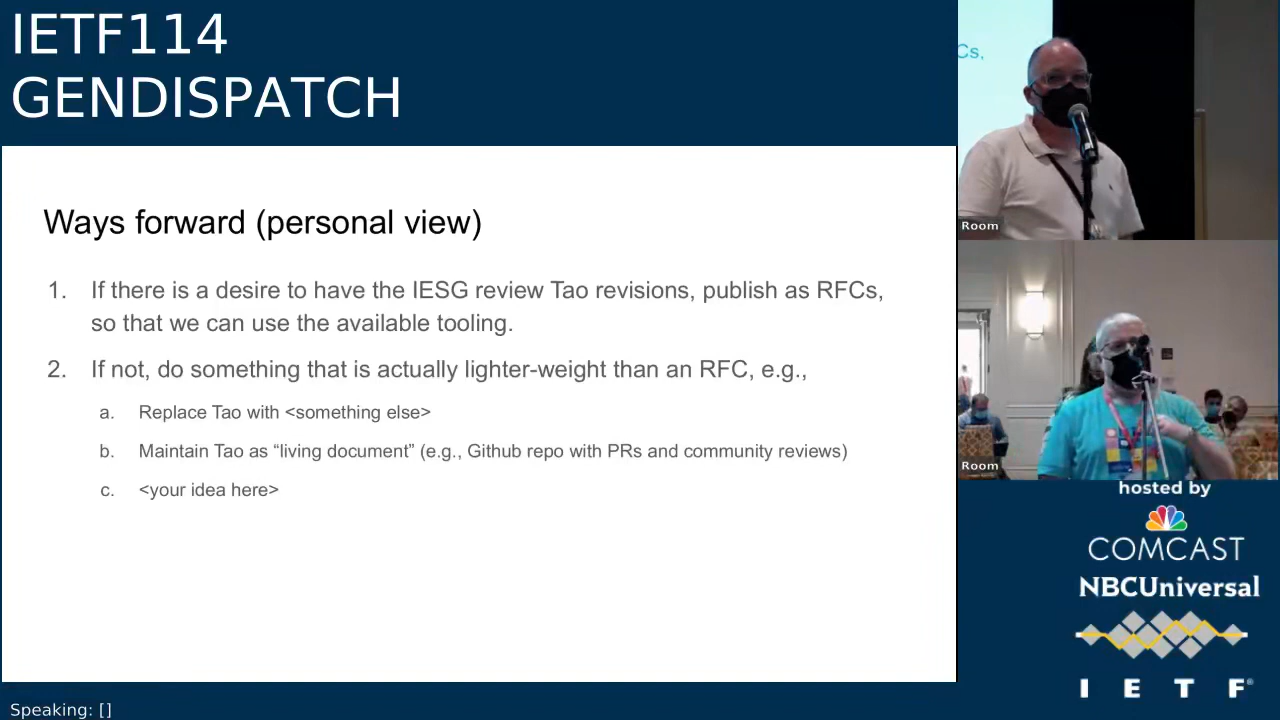 IETF114
GENDISPATCH
Cs,
Ways forward (personal view)
1. If there is a desire to have the IESG review Tao revisions, publish as RFCs,
so that we can use the available tooling.
2. If not, do something that is actually lighter-weight than an RFC, e.g.,
a. Replace Tao with <something else>
b. Maintain Tao as “living document” (e.g., Github repo with PRs and community reviews)
c. <your idea here>
Room
Room
hosted by
COMCAST
NBCUniversal
I E T F®
Speaking: []